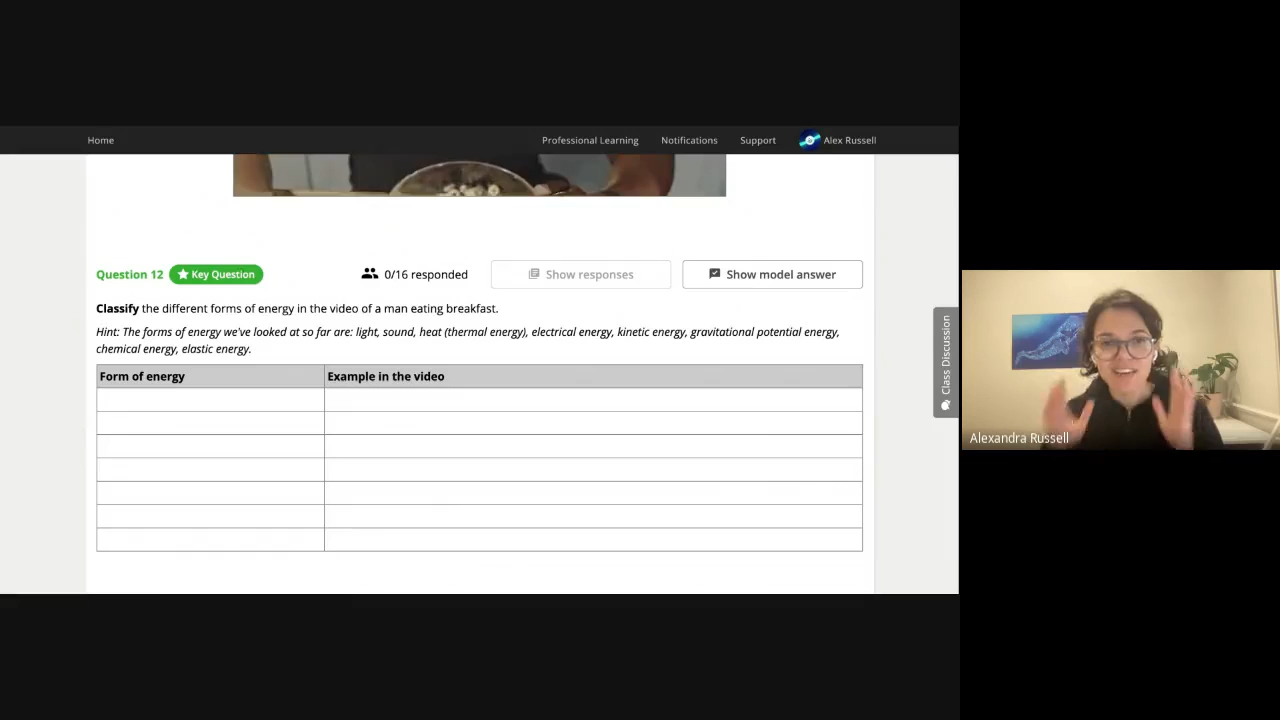 Home Professional Learning Notifications Support Alex Russell
Question 12 Key Question 0/16 responded Show responses Show model answer
Classify the different forms of energy in the video of a man eating breakfast.
Hint: The forms of energy we've looked at so far are: light, sound, heat (thermal energy), electrical energy, kinetic energy, gravitational potential energy,
chemical energy, elastic energy.
Form of energy Example in the video
Class Discussion
Alexandra Russell